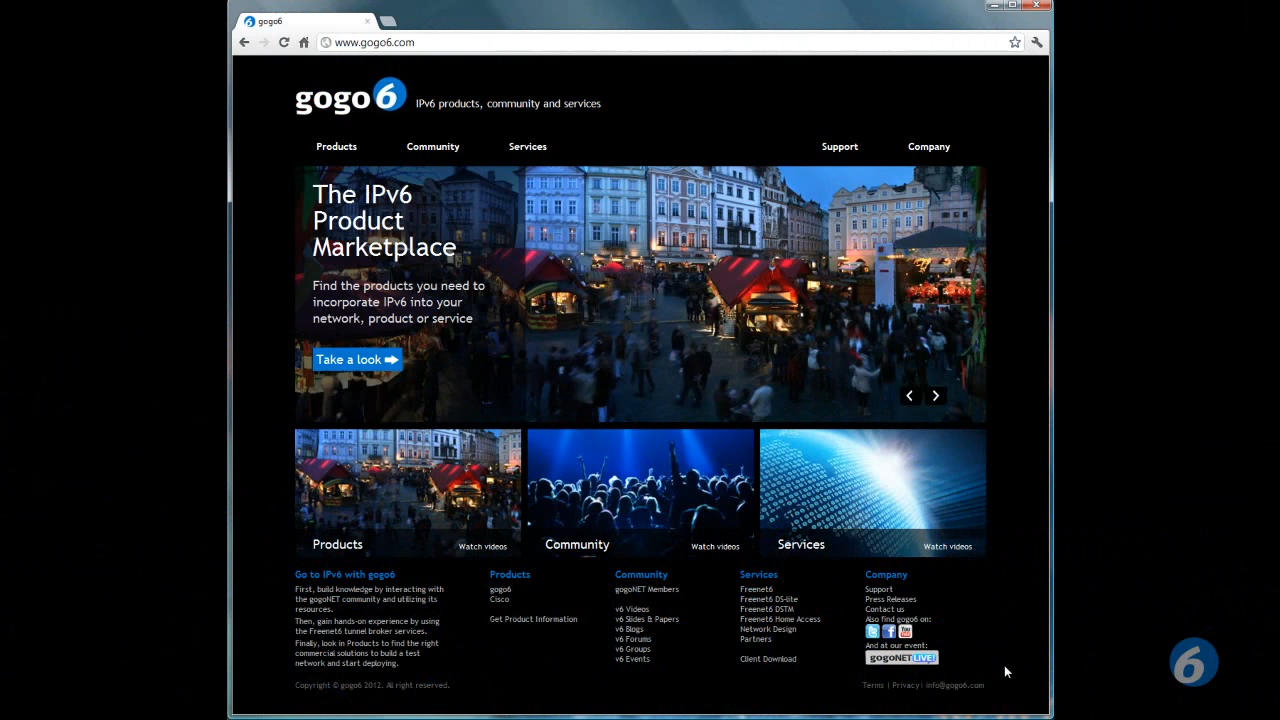 gogo6
www.gogo6.com
gogo6 IPv6 products, community and services
Products Community Services Support Company
The IPv6
Product
Marketplace
Find the products you need to
incorporate IPv6 into your
network, product or service
Take a look
Products Watch videos
Community Watch videos
Services Watch videos
Go to IPv6 with gogo6
First, build knowledge by interacting with
the gogoNET community and utilizing its
resources.
Then, gain hands-on experience by using
the Freenet6 tunnel broker services.
Finally, look in Products to find the right
commercial solutions to build a test
network and start deploying.
Products
gogo6
Cisco
Get Product Information
Community
gogoNET Members
v6 Videos
v6 Slides & Papers
v6 Blogs
v6 Forums
v6 Groups
v6 Events
Services
Freenet6
Freenet6 DS-lite
Freenet6 DSTM
Freenet6 Home Access
Network Design
Partners
Client Download
Company
Support
Press Releases
Contact us
Also find gogo6 on:
You Tube
And at our event:
gogoNET LIVE!
Copyright © gogo6 2012. All right reserved.
Terms | Privacy | info@gogo6.com
6